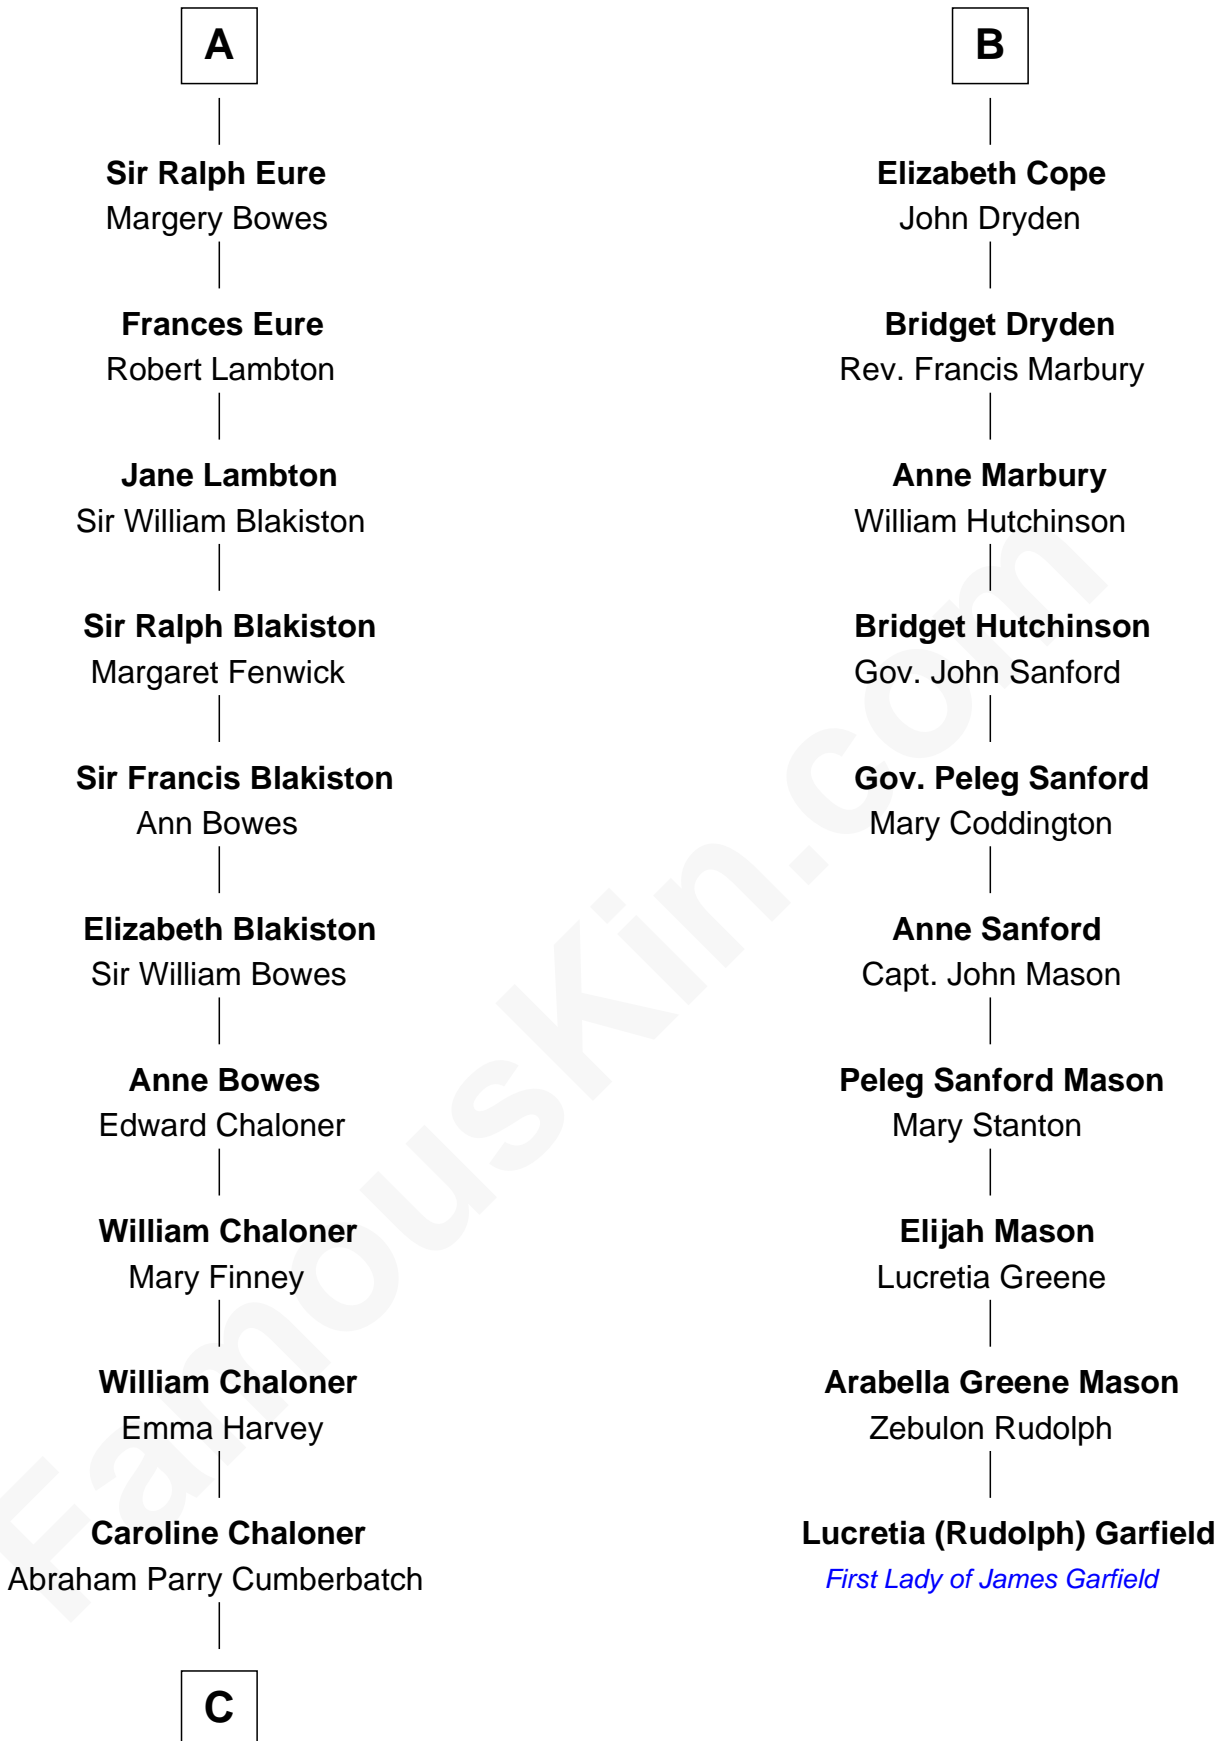 A
Sir Ralph Eure
Margery Bowes
Frances Eure
Robert Lambton
Jane Lambton
Sir William Blakiston
Sir Ralph Blakiston
Margaret Fenwick
Sir Francis Blakiston
Ann Bowes
Elizabeth Blakiston
Sir William Bowes
Anne Bowes
Edward Chaloner
William Chaloner
Mary Finney
William Chaloner
Emma Harvey
Caroline Chaloner
Abraham Parry Cumberbatch
C
B
Elizabeth Cope
John Dryden
Bridget Dryden
Rev. Francis Marbury
Anne Marbury
William Hutchinson
Bridget Hutchinson
Gov. John Sanford
Gov. Peleg Sanford
Mary Coddington
Anne Sanford
Capt. John Mason
Peleg Sanford Mason
Mary Stanton
Elijah Mason
Lucretia Greene
Arabella Greene Mason
Zebulon Rudolph
Lucretia (Rudolph) Garfield
First Lady of James Garfield
FamousKin.com